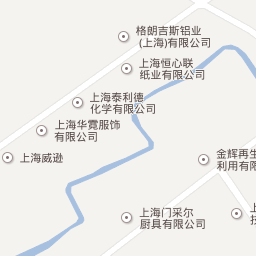 格朗吉斯铝业
(上海)有限公司
上海恒心联
纸业有限公司
上海泰利德
化学有限公司
上海华霓服饰
有限公司
上海威逊
金辉再生
利用有限
上海门采尔
厨具有限公司
上
技